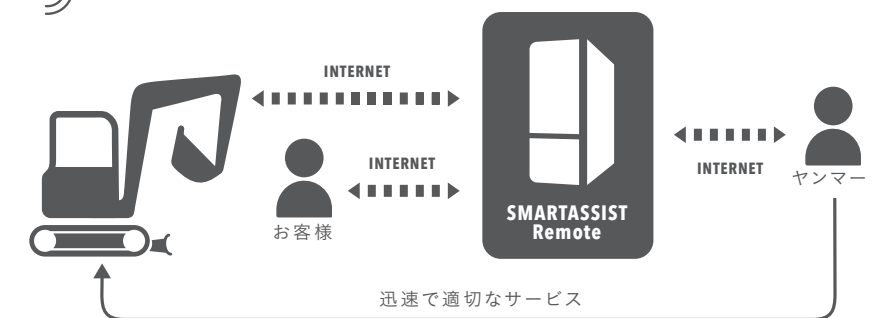 INTERNET
INTERNET
お客様
SMARTASSIST
Remote
INTERNET
ヤンマー
迅速で適切なサービス